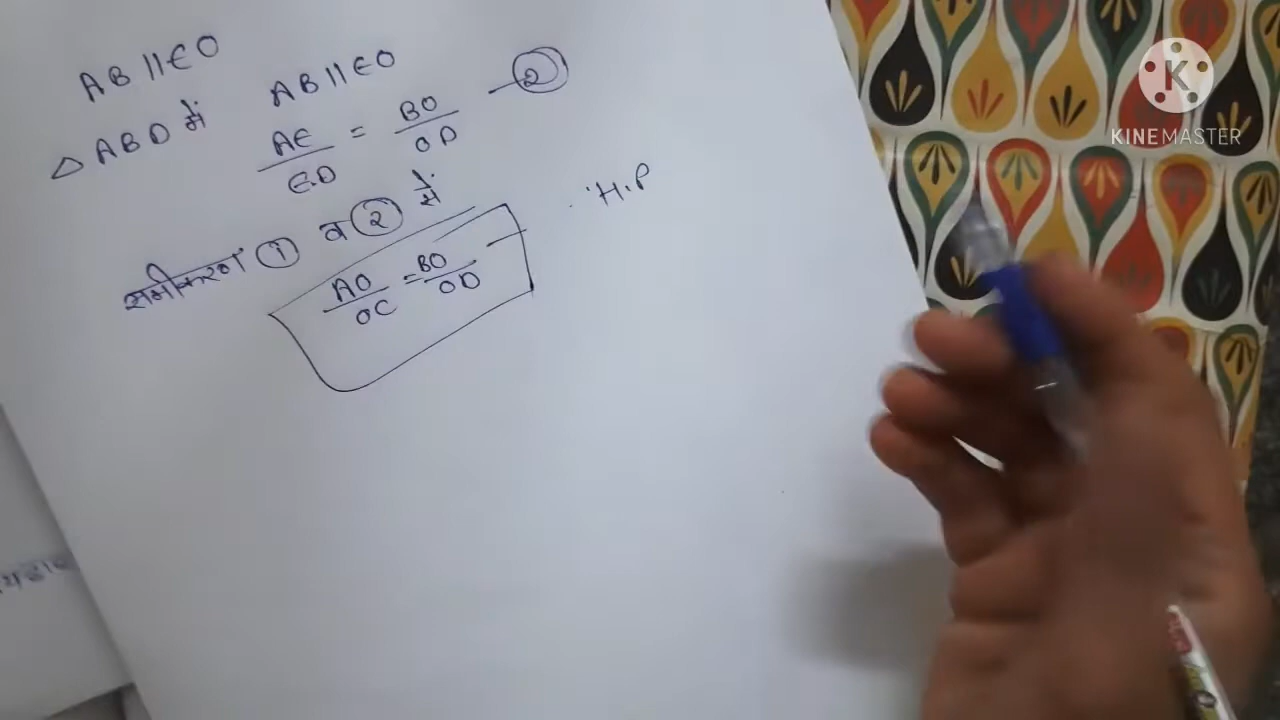 AB || EO
△ ABD में AB || EO
AE/ED = BO/OD —②
समीकरण ① व ② से
AO/OC = BO/OD
∴ H.P
KINEMASTER